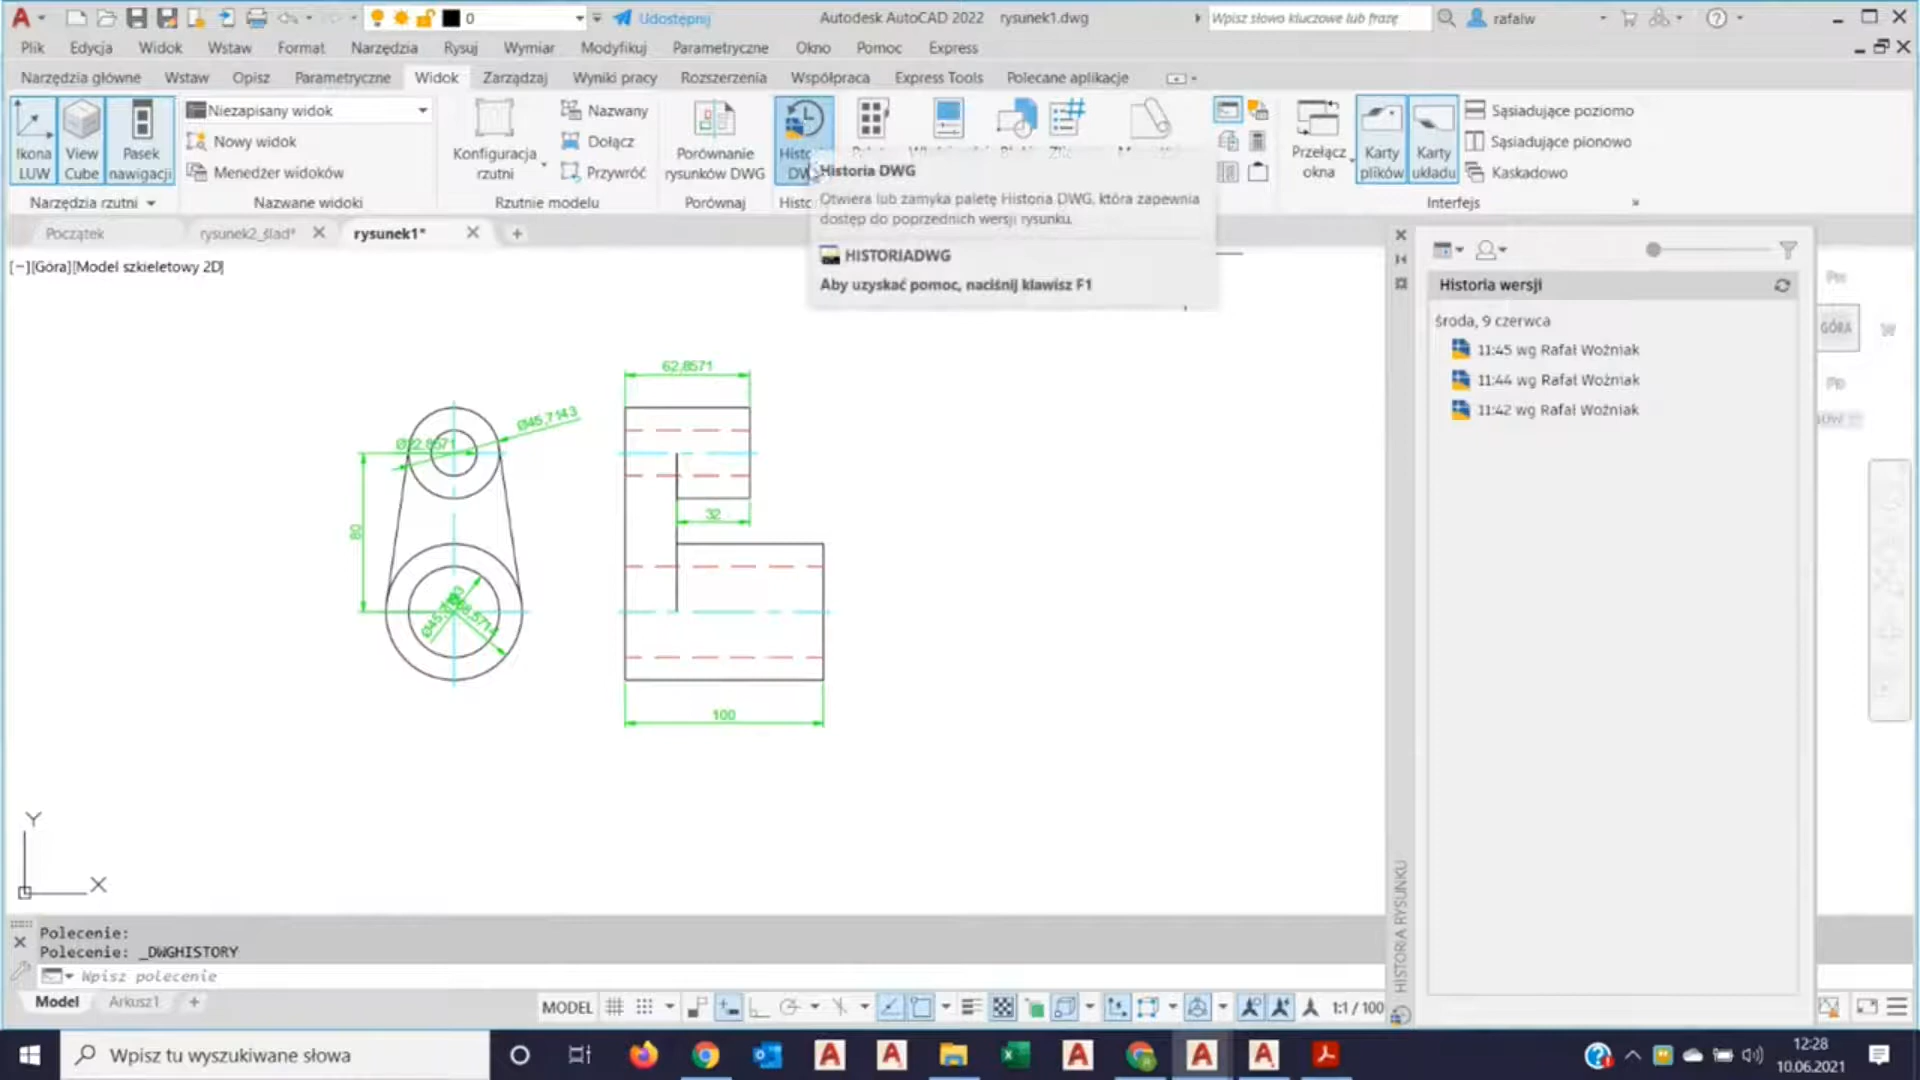 0
Udostępnij
Autodesk AutoCAD 2022 rysunek1.dwg
Wpisz słowo kluczowe lub frazę
rafalw
Plik Edycja Widok Wstaw Format Narzędzia Rysuj Wymiar Modyfikuj Parametryczne Okno Pomoc Express
Narzędzia główne Wstaw Opisz Parametryczne Widok Zarządzaj Wyniki pracy Rozszerzenia Współpraca Express Tools Polecane aplikacje
Ikona LUW
View Cube
Pasek nawigacji
Niezapisany widok
Nowy widok
Menedżer widoków
Konfiguracja rzutni
Nazwany
Dołącz
Przywróć
Porównanie rysunków DWG
Przełącz okna
Karty plików
Karty układu
Sąsiadujące poziomo
Sąsiadujące pionowo
Kaskadowo
Narzędzia rzutni
Nazwane widoki
Rzutnie modelu
Porównaj
Interfejs
Historia DWG
Otwiera lub zamyka paletę Historia DWG, która zapewnia
dostęp do poprzednich wersji rysunku.
HISTORIADWG
Aby uzyskać pomoc, naciśnij klawisz F1
Początek
rysunek2_ślad*
rysunek1*
[−][Góra][Model szkieletowy 2D]
62,8571
Ø45,7143
Ø22,8571
80
32
100
Y
X
Historia wersji
środa, 9 czerwca
11:45 wg Rafał Woźniak
11:44 wg Rafał Woźniak
11:42 wg Rafał Woźniak
HISTORIA RYSUNKU
GÓRA
Polecenie:
Polecenie: _DWGHISTORY
Wpisz polecenie
Model
Arkusz1
MODEL
1:1 / 100
Wpisz tu wyszukiwane słowa
12:28
10.06.2021